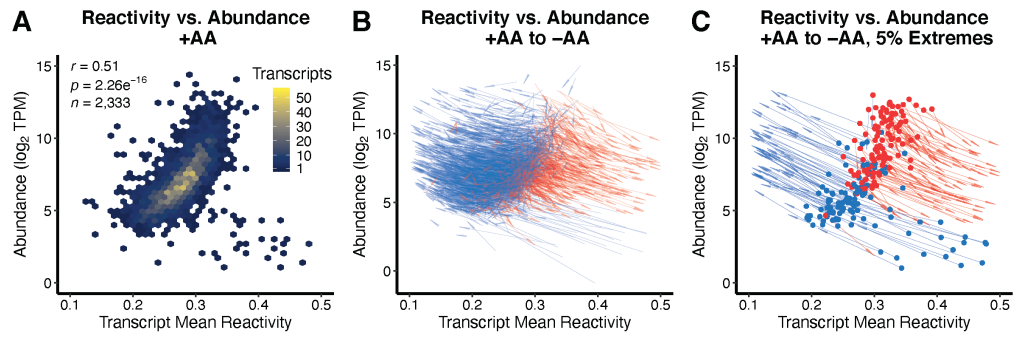 A
Reactivity vs. Abundance
+AA
r = 0.51
p = 2.26e⁻¹⁶
n = 2,333
Transcripts
50
40
30
20
10
1
15
10
5
0
Abundance (log₂ TPM)
0.1 0.2 0.3 0.4 0.5
Transcript Mean Reactivity
B
Reactivity vs. Abundance
+AA to −AA
15
10
5
0
Abundance (log₂ TPM)
0.1 0.2 0.3 0.4 0.5
Transcript Mean Reactivity
C
Reactivity vs. Abundance
+AA to −AA, 5% Extremes
15
10
5
0
Abundance (log₂ TPM)
0.1 0.2 0.3 0.4 0.5
Transcript Mean Reactivity